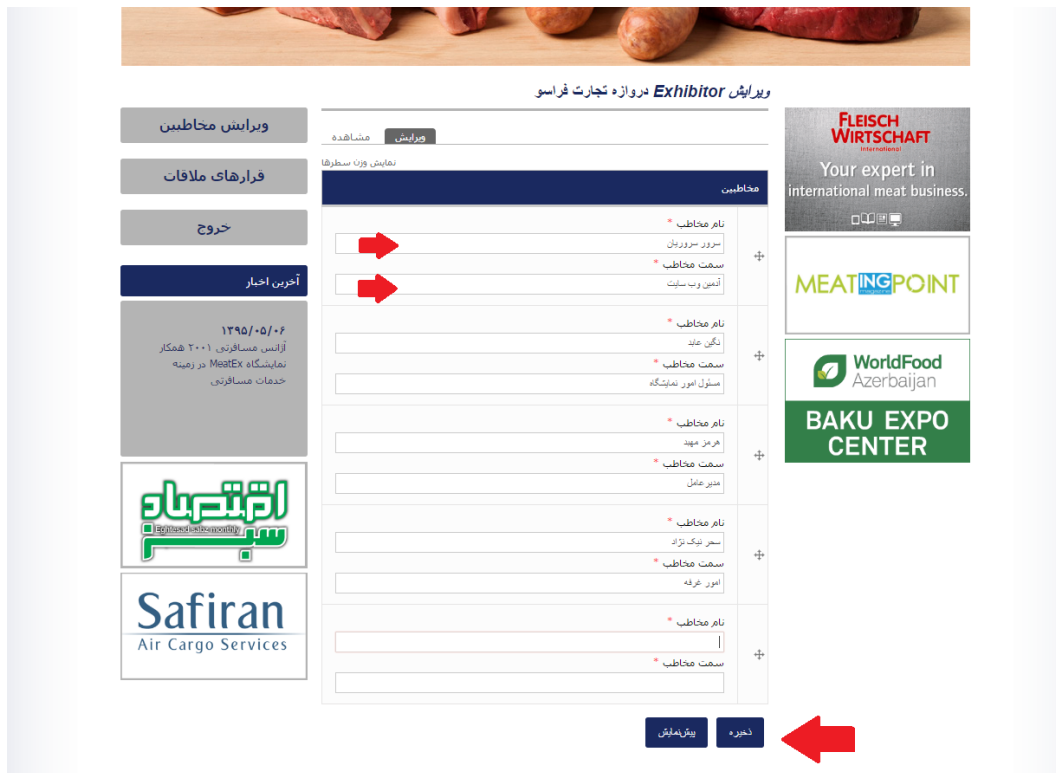 ویرایش Exhibitor دروازه تجارت فراسو
FLEISCH
WIRTSCHAFT
International
Your expert in
international meat business.
MEATINGPOINT
magazine
WorldFood
Azerbaijan
BAKU EXPO
CENTER
مشاهده
ویرایش
نمایش وزن سطرها
مخاطبین
نام مخاطب *
سرور سروریان
سمت مخاطب *
آدمین وب سایت
نام مخاطب *
نگین عابد
سمت مخاطب *
مسئول امور نمایشگاه
نام مخاطب *
هرمز مهبد
سمت مخاطب *
مدیر عامل
نام مخاطب *
سحر نیک نژاد
سمت مخاطب *
امور غرفه
نام مخاطب *
سمت مخاطب *
ذخیره
پیش‌نمایش
ویرایش مخاطبین
قرارهای ملاقات
خروج
آخرین اخبار
۱۳۹۵/۰۵/۰۶
آژانس مسافرتی ۲۰۰۱ همکار
نمایشگاه MeatEx در زمینه
خدمات مسافرتی
اقتصاد
Eghtesad sabz monthly
سبز
Safiran
Air Cargo Services